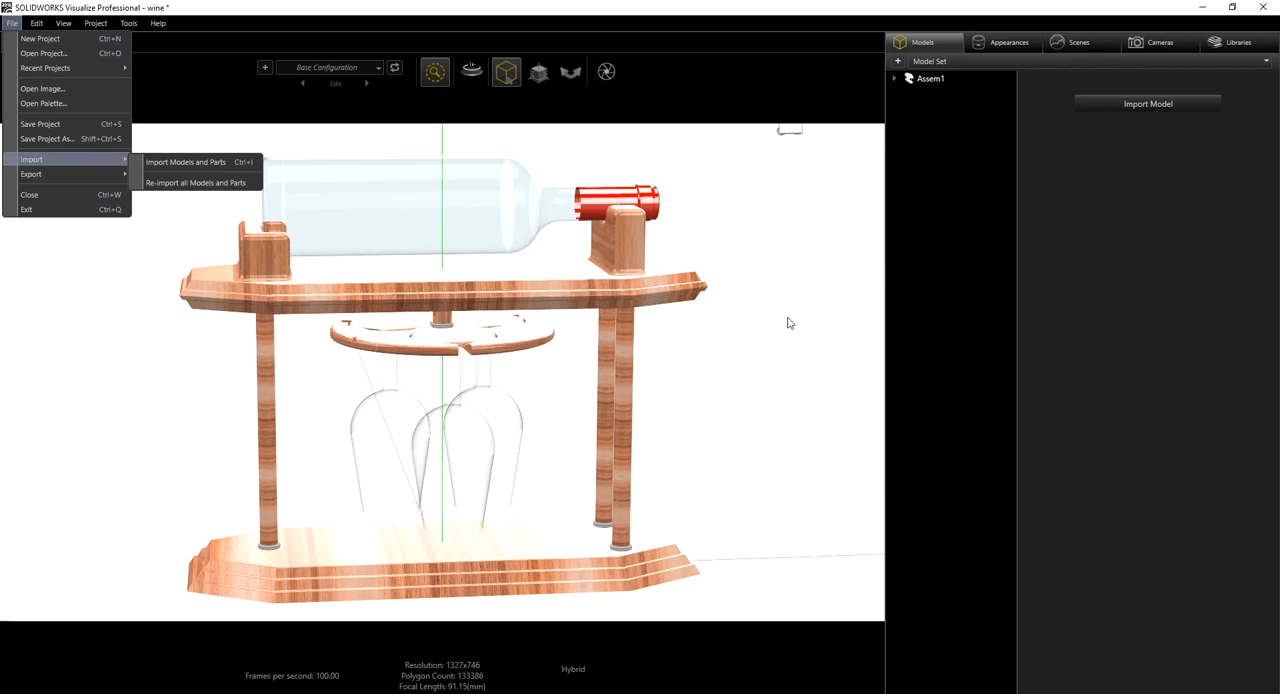 SOLIDWORKS Visualize Professional - wine *
File Edit View Project Tools Help
New Project Ctrl+N
Open Project... Ctrl+O
Recent Projects
Open Image...
Open Palette...
Save Project Ctrl+S
Save Project As... Shift+Ctrl+S
Import
Export
Close Ctrl+W
Exit Ctrl+Q
Import Models and Parts Ctrl+I
Re-import all Models and Parts
+ Base Configuration
Edit
Models Appearances Scenes Cameras Libraries
+ Model Set
Assem1
Import Model
Frames per second: 100.00
Resolution: 1327x746
Polygon Count: 133386
Focal Length: 91.15(mm)
Hybrid